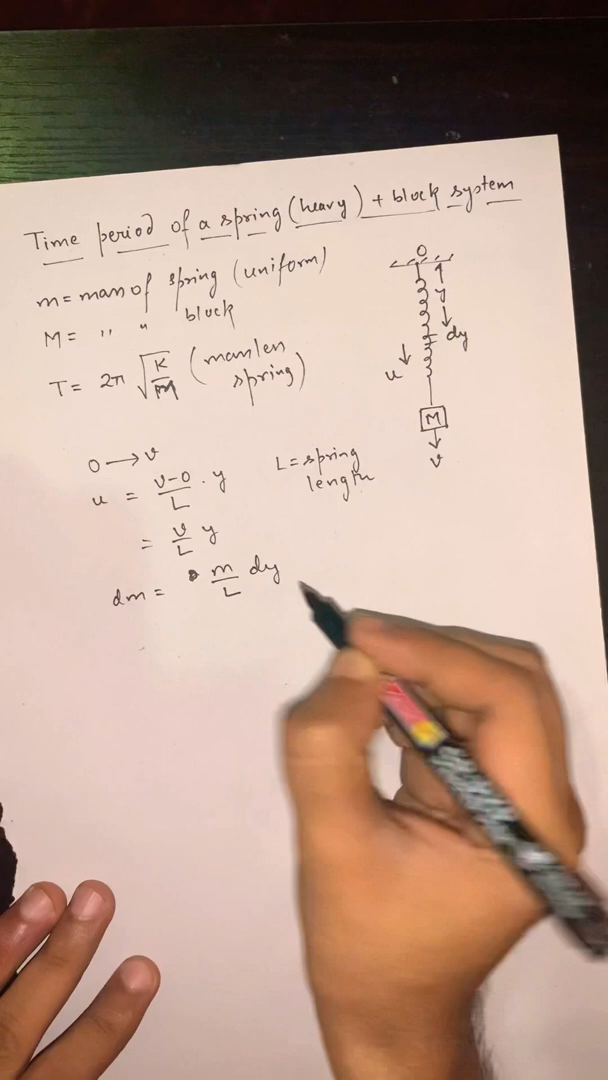 Time period of a spring (heavy) + block system
m = mass of spring (uniform)
M = " " block
T = 2π √K/m (massless spring)
O
y
dy
u
M
v
0 → v
u = v-0/L . y
L = spring length
= v/L y
dm = m/L dy